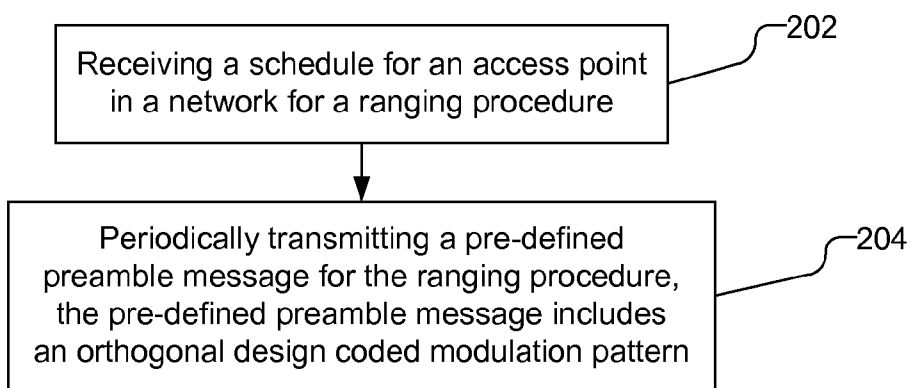 202
Receiving a schedule for an access point
in a network for a ranging procedure
204
Periodically transmitting a pre-defined
preamble message for the ranging procedure,
the pre-defined preamble message includes
an orthogonal design coded modulation pattern